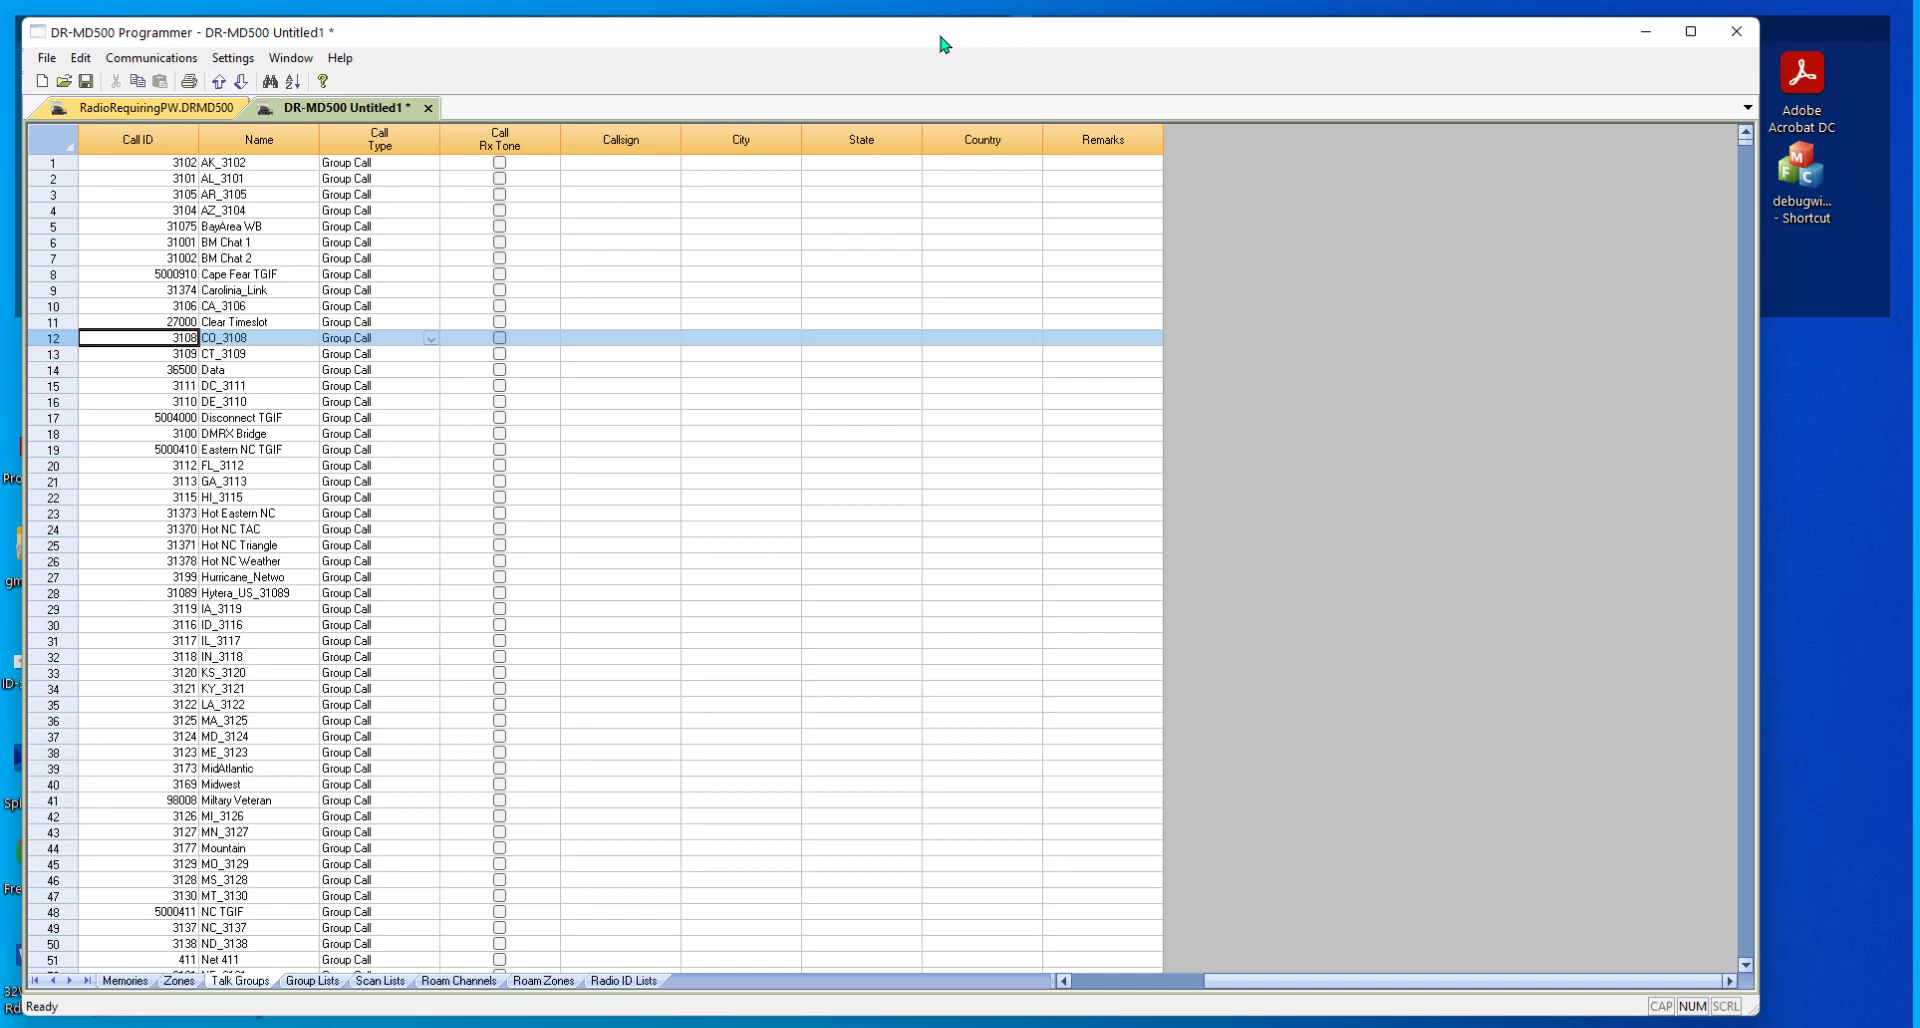 DR-MD500 Programmer - DR-MD500 Untitled1 *
File Edit Communications Settings Window Help
RadioRequiringPW.DRMD500 DR-MD500 Untitled1 *
Call ID Name Call Type Call Rx Tone Callsign City State Country Remarks
1 3102 AK_3102 Group Call
2 3101 AL_3101 Group Call
3 3105 AR_3105 Group Call
4 3104 AZ_3104 Group Call
5 31075 BayArea WB Group Call
6 31001 BM Chat 1 Group Call
7 31002 BM Chat 2 Group Call
8 5000910 Cape Fear TGIF Group Call
9 31374 Carolinia_Link Group Call
10 3106 CA_3106 Group Call
11 27000 Clear Timeslot Group Call
12 3108 CO_3108 Group Call
13 3109 CT_3109 Group Call
14 36500 Data Group Call
15 3111 DC_3111 Group Call
16 3110 DE_3110 Group Call
17 5004000 Disconnect TGIF Group Call
18 3100 DMRX Bridge Group Call
19 5000410 Eastern NC TGIF Group Call
20 3112 FL_3112 Group Call
21 3113 GA_3113 Group Call
22 3115 HI_3115 Group Call
23 31373 Hot Eastern NC Group Call
24 31370 Hot NC TAC Group Call
25 31371 Hot NC Triangle Group Call
26 31378 Hot NC Weather Group Call
27 3199 Hurricane_Netwo Group Call
28 31089 Hytera_US_31089 Group Call
29 3119 IA_3119 Group Call
30 3116 ID_3116 Group Call
31 3117 IL_3117 Group Call
32 3118 IN_3118 Group Call
33 3120 KS_3120 Group Call
34 3121 KY_3121 Group Call
35 3122 LA_3122 Group Call
36 3125 MA_3125 Group Call
37 3124 MD_3124 Group Call
38 3123 ME_3123 Group Call
39 3173 MidAtlantic Group Call
40 3169 Midwest Group Call
41 98008 Miltary Veteran Group Call
42 3126 MI_3126 Group Call
43 3127 MN_3127 Group Call
44 3177 Mountain Group Call
45 3129 MO_3129 Group Call
46 3128 MS_3128 Group Call
47 3130 MT_3130 Group Call
48 5000411 NC TGIF Group Call
49 3137 NC_3137 Group Call
50 3138 ND_3138 Group Call
51 411 Net 411 Group Call
Memories Zones Talk Groups Group Lists Scan Lists Roam Channels Roam Zones Radio ID Lists
Ready CAP NUM SCRL
Adobe
Acrobat DC
M
F
C
debugwi...
- Shortcut
Pro
gm
ID-
Spl
Fre
32
Rd